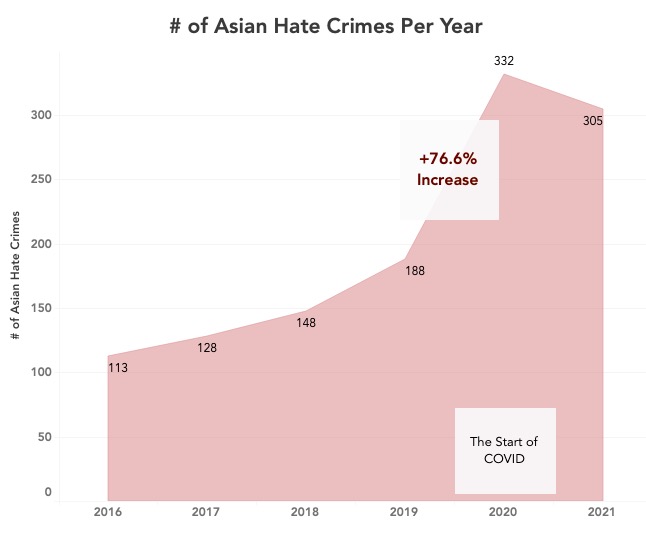 # of Asian Hate Crimes Per Year
332
300
305
+76.6%
Increase
250
200
188
# of Asian Hate Crimes
150
148
128
113
100
50
The Start of
COVID
0
2016 2017 2018 2019 2020 2021